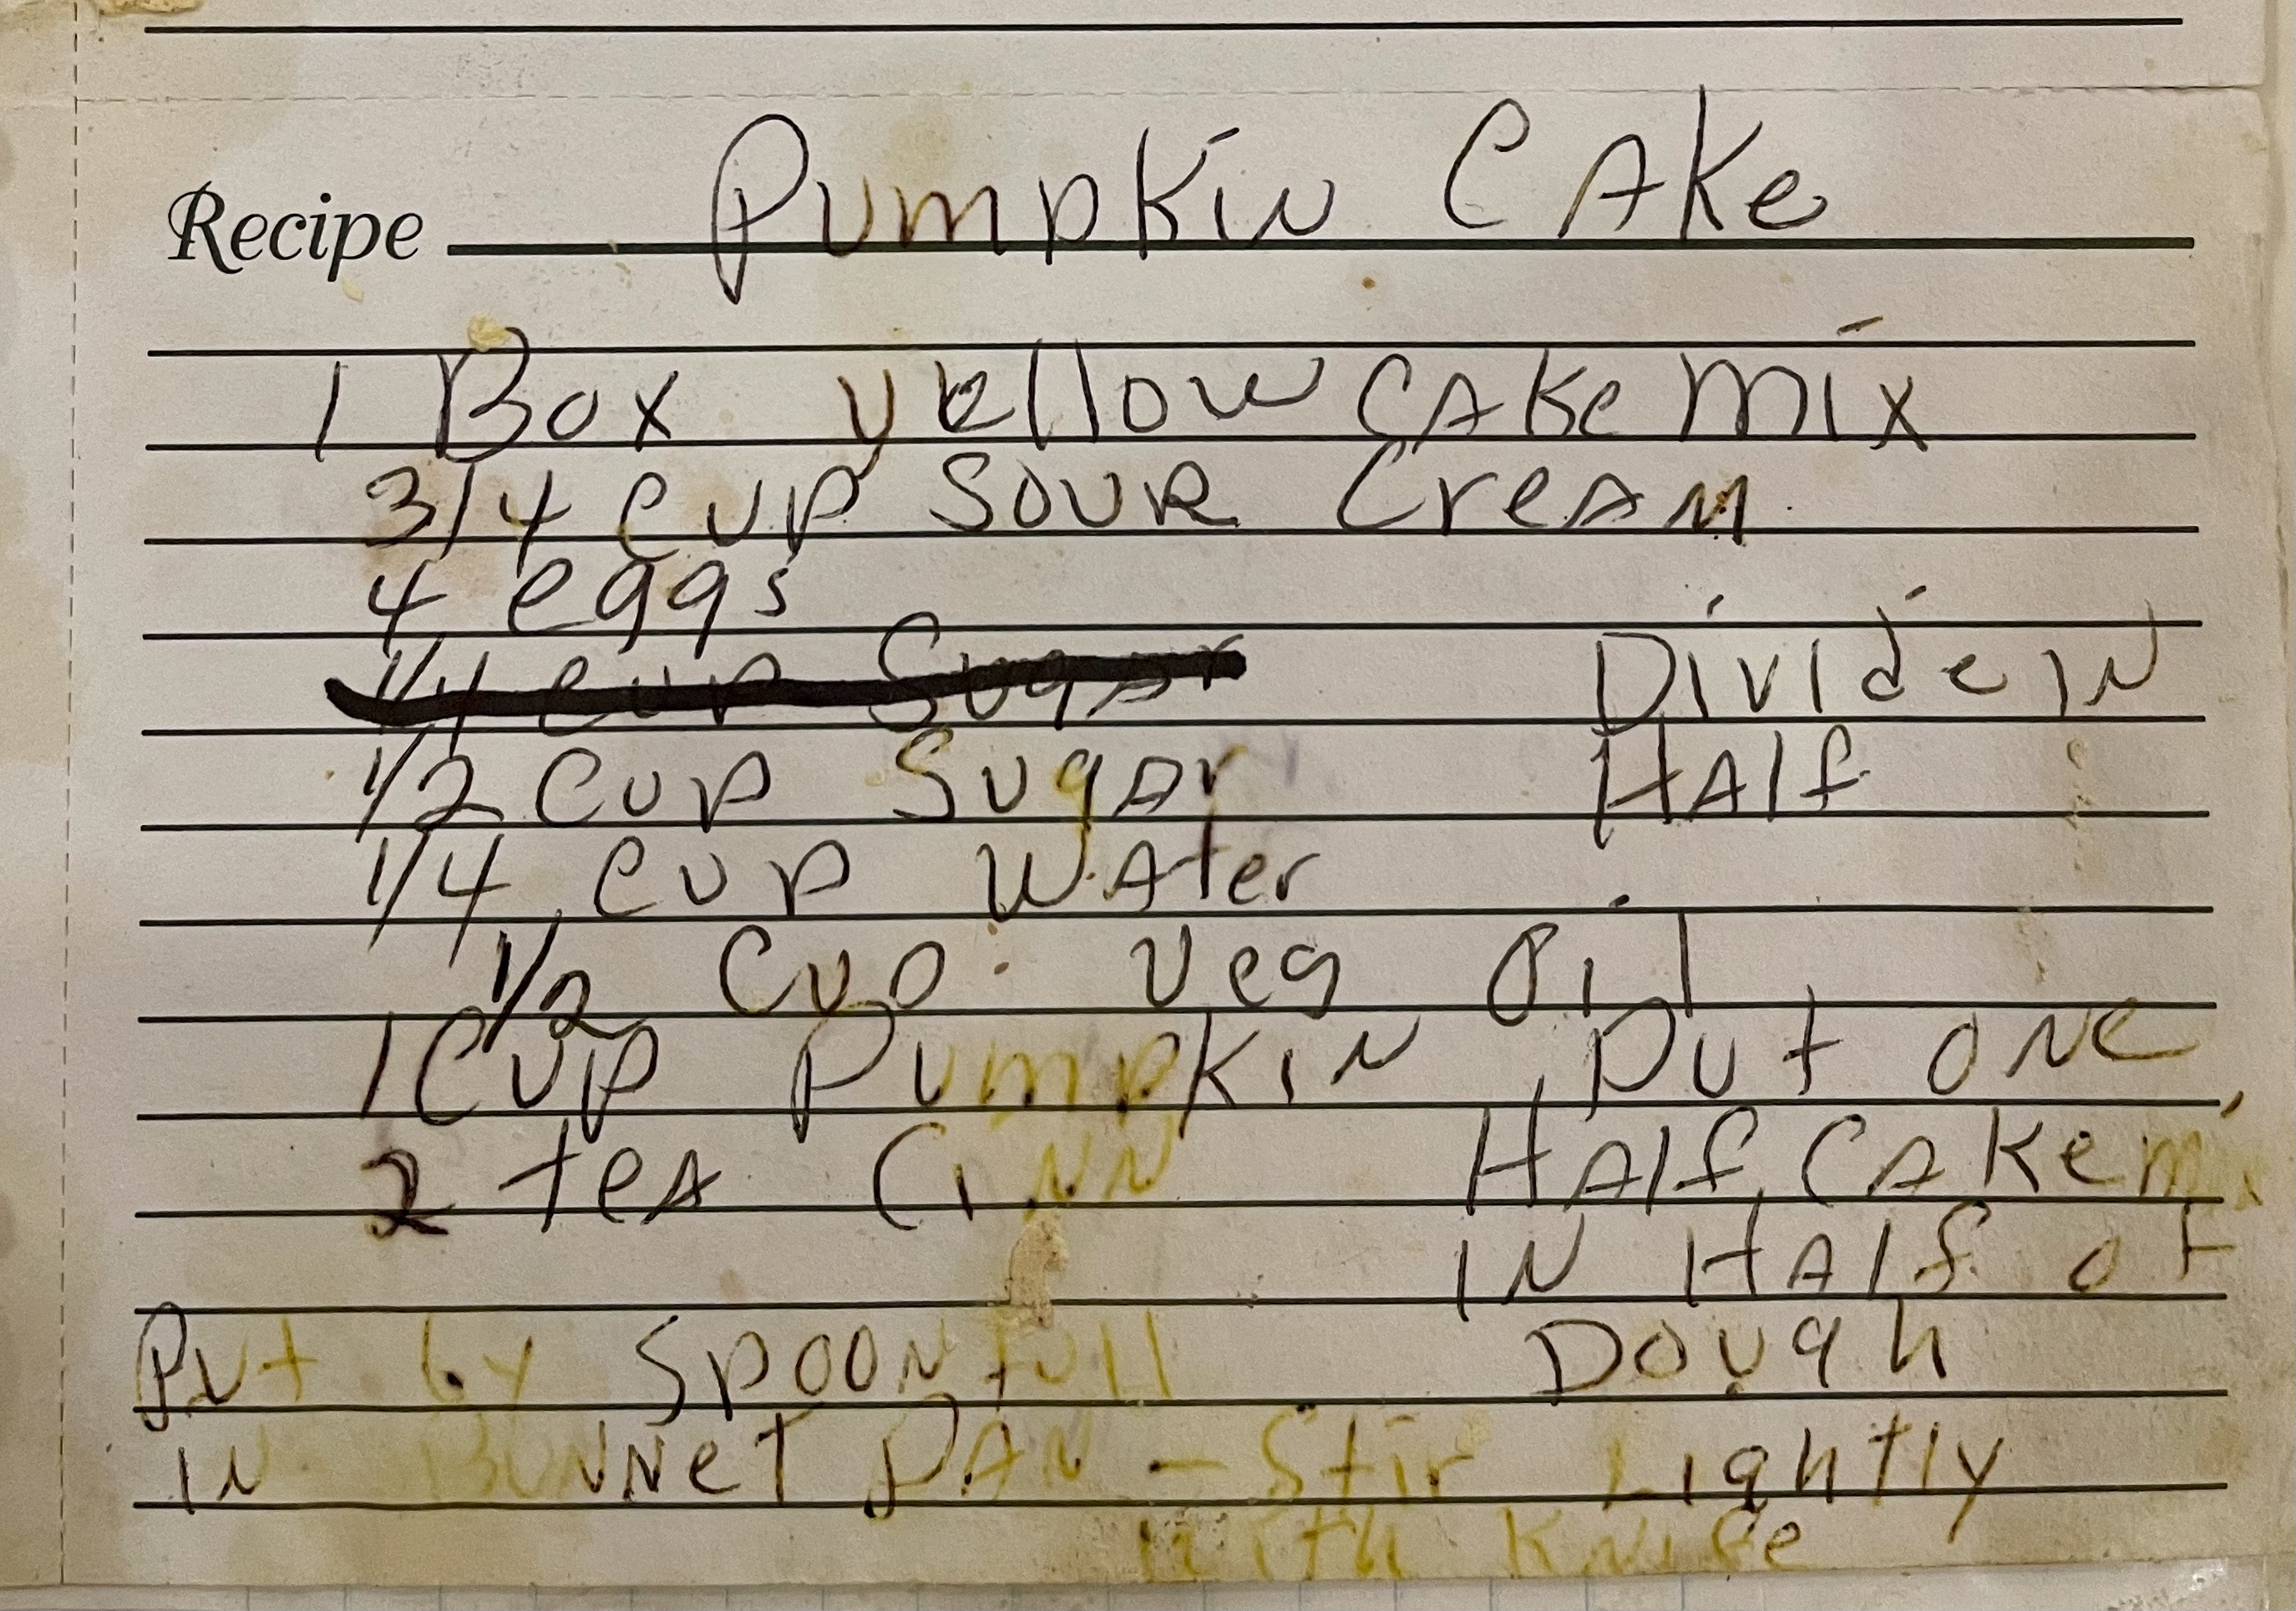 Recipe Pumpkin Cake
1 Box yellow cake mix
3/4 cup sour cream
4 eggs
1/4 cup Sugar
Divide in
1/2 cup Sugar
Half
1/4 cup water
1/2 cup veg oil
1 cup pumpkin
2 tea Cinn
Put one
Half cake mix
in Half of
Dough
Put by spoonfull
in Bunnet pan - Stir Lightly
with Knife